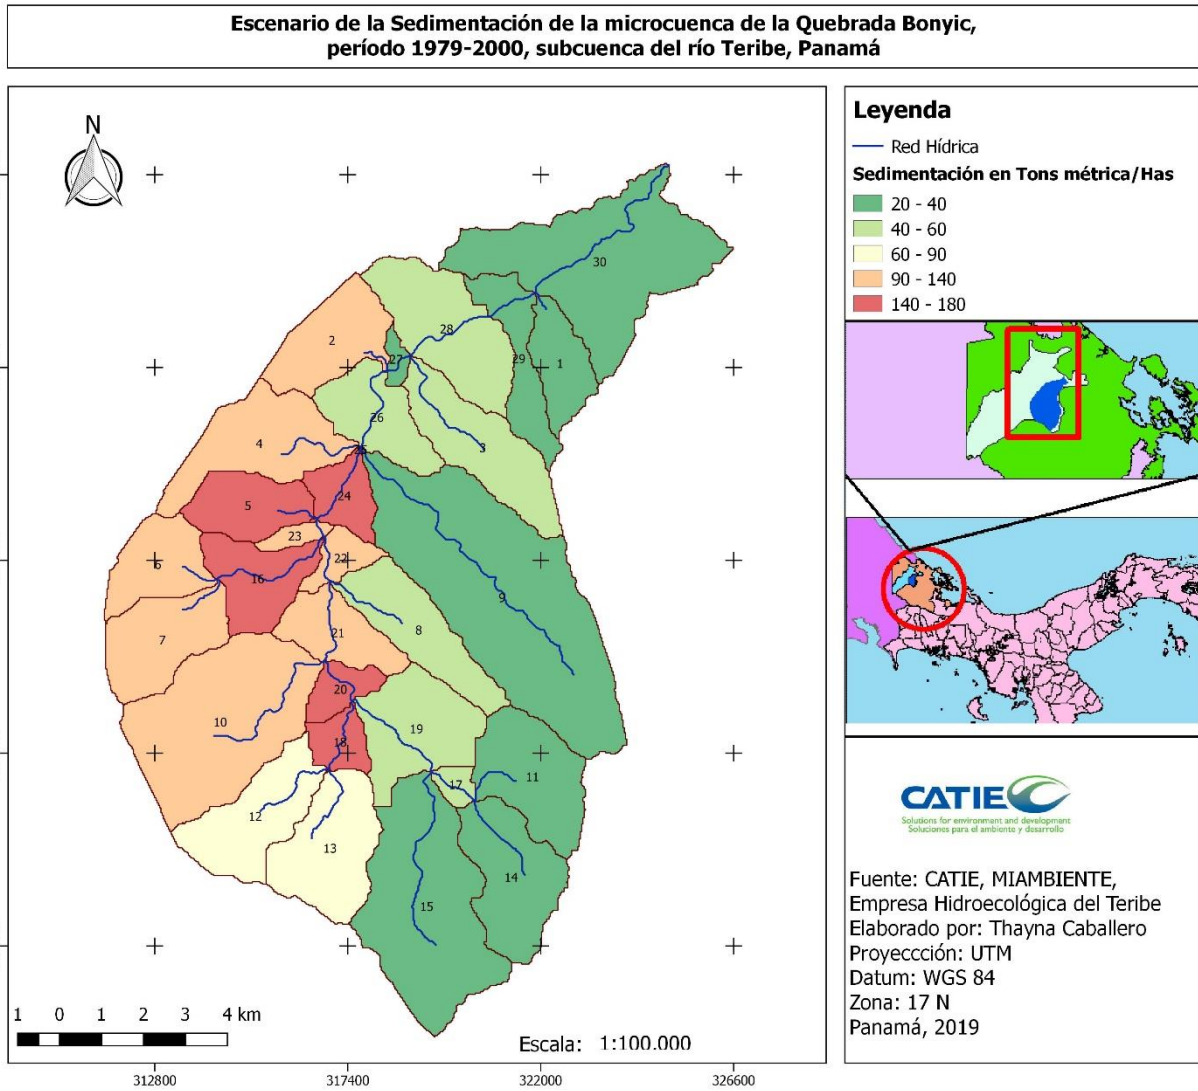 Escenario de la Sedimentación de la microcuenca de la Quebrada Bonyic,
período 1979-2000, subcuenca del río Teribe, Panamá
N
30
28
2
27
29
1
26
3
4
25
24
5
23
22
6
16
9
8
7
21
20
10
19
18
11
17
12
13
14
15
1 0 1 2 3 4 km
Escala: 1:100.000
312800 317400 322000 326600
Leyenda
Red Hídrica
Sedimentación en Tons métrica/Has
20 - 40
40 - 60
60 - 90
90 - 140
140 - 180
CATIE
Solutions for environment and development
Soluciones para el ambiente y desarrollo
Fuente: CATIE, MIAMBIENTE,
Empresa Hidroecológica del Teribe
Elaborado por: Thayna Caballero
Proyeccción: UTM
Datum: WGS 84
Zona: 17 N
Panamá, 2019